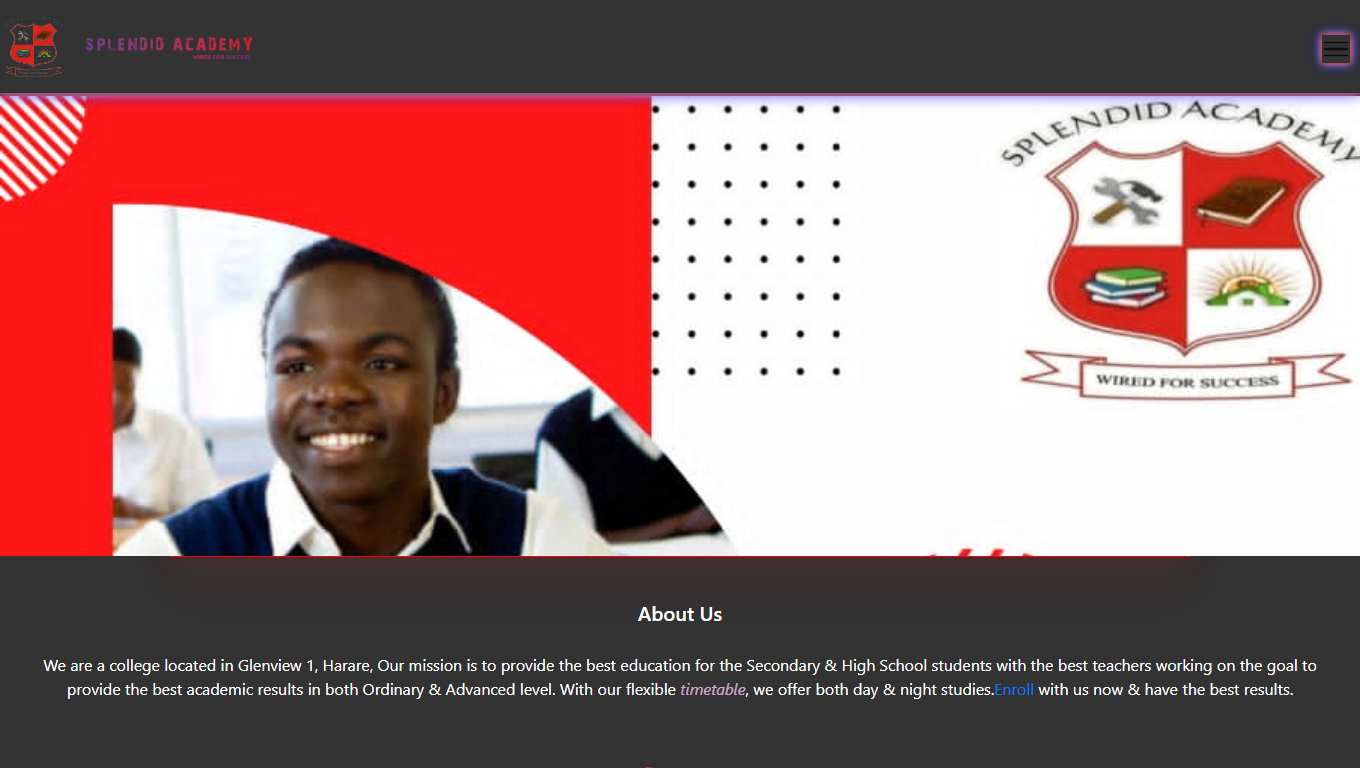 SPLENDID ACADEMY
WIRED FOR SUCCESS
SPLENDID ACADEMY
WIRED FOR SUCCESS
About Us
We are a college located in Glenview 1, Harare, Our mission is to provide the best education for the Secondary & High School students with the best teachers working on the goal to
provide the best academic results in both Ordinary & Advanced level. With our flexible timetable, we offer both day & night studies.Enroll with us now & have the best results.